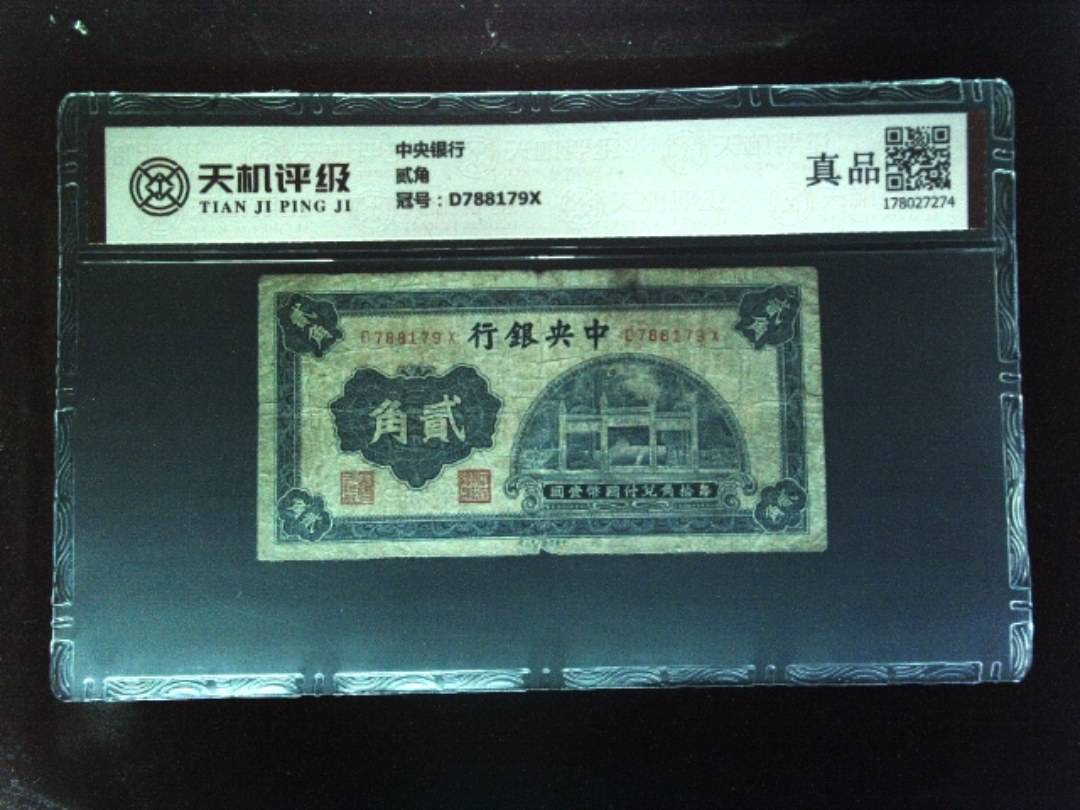 天机评级
TIAN JI PING JI
中央银行
贰角
冠号：D788179X
真品
178027274
D788179X 行銀央中 D788179X
角貳